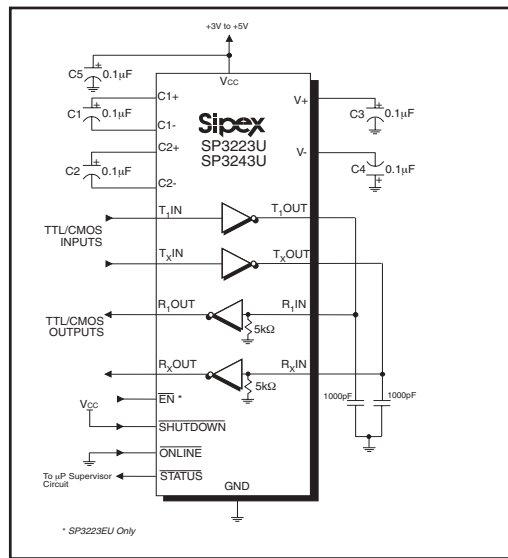 +3V to +5V
VCC
C5
+
0.1µF
C1
+
0.1µF
C1+
C1-
C2
+
0.1µF
C2+
C2-
Sipex
SP3223U
SP3243U
V+
C3
+
0.1µF
V-
C4
+
0.1µF
TTL/CMOS
INPUTS
T1IN
T1OUT
TXIN
TXOUT
TTL/CMOS
OUTPUTS
R1OUT
R1IN
5kΩ
RXOUT
RXIN
5kΩ
1000pF
1000pF
EN *
VCC
SHUTDOWN
ONLINE
To µP Supervisor
Circuit
STATUS
GND
* SP3223EU Only